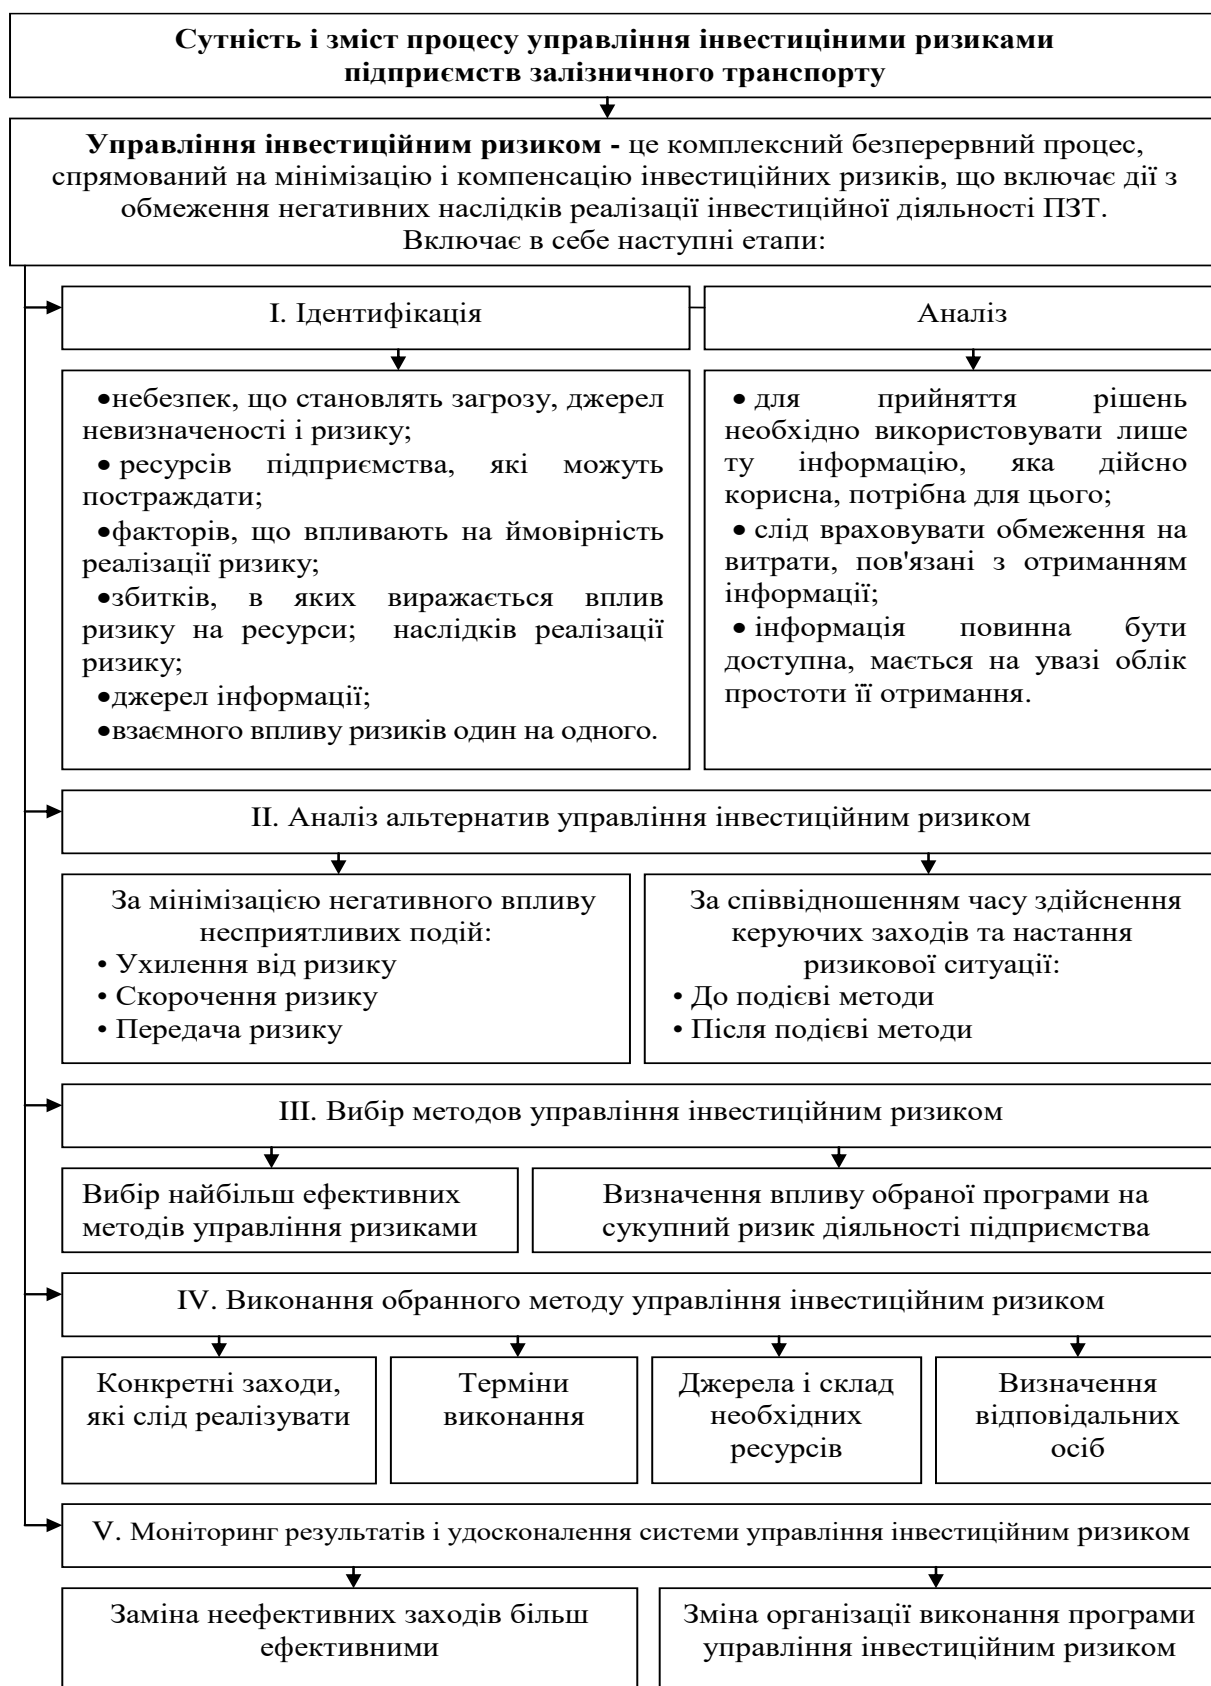 Сутність і зміст процесу управління інвестиціними ризиками
підприємств залізничного транспорту
Управління інвестиційним ризиком - це комплексний безперервний процес,
спрямований на мінімізацію і компенсацію інвестиційних ризиків, що включає дії з
обмеження негативних наслідків реалізації інвестиційної діяльності ПЗТ.
Включає в себе наступні етапи:
I. Ідентифікація
Аналіз
•небезпек, що становлять загрозу, джерел
невизначеності і ризику;
• ресурсів підприємства, які можуть
постраждати;
•факторів, що впливають на ймовірність
реалізації ризику;
•збитків, в яких виражається вплив
ризику на ресурси; наслідків реалізації
ризику;
•джерел інформації;
•взаємного впливу ризиків один на одного.
• для прийняття рішень
необхідно використовувати лише
ту інформацію, яка дійсно
корисна, потрібна для цього;
• слід враховувати обмеження на
витрати, пов'язані з отриманням
інформації;
• інформація повинна бути
доступна, мається на увазі облік
простоти її отримання.
II. Аналіз альтернатив управління інвестиційним ризиком
За мінімізацією негативного впливу
несприятливих подій:
• Ухилення від ризику
• Скорочення ризику
• Передача ризику
За співвідношенням часу здійснення
керуючих заходів та настання
ризикової ситуації:
• До подієві методи
• Після подієві методи
III. Вибір методов управління інвестиційним ризиком
Вибір найбільш ефективних
методів управління ризиками
Визначення впливу обраної програми на
сукупний ризик діяльності підприємства
IV. Виконання обранного методу управління інвестиційним ризиком
Конкретні заходи,
які слід реалізувати
Терміни
виконання
Джерела і склад
необхідних
ресурсів
Визначення
відповідальних
осіб
V. Моніторинг результатів і удосконалення системи управління інвестиційним ризиком
Заміна неефективних заходів більш
ефективними
Зміна організації виконання програми
управління інвестиційним ризиком